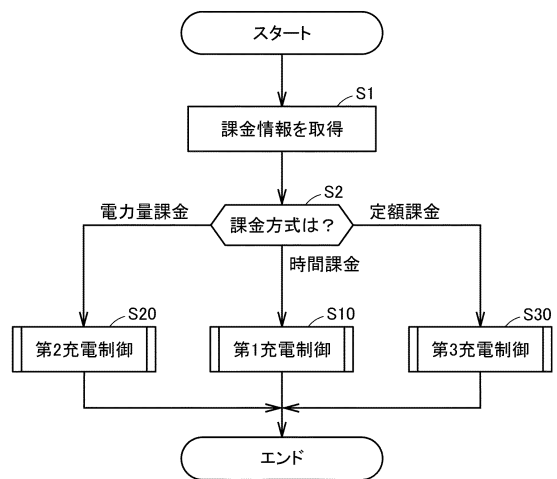 スタート
S1
課金情報を取得
S2
電力量課金
課金方式は？
定額課金
時間課金
S20
S10
S30
第2充電制御
第1充電制御
第3充電制御
エンド